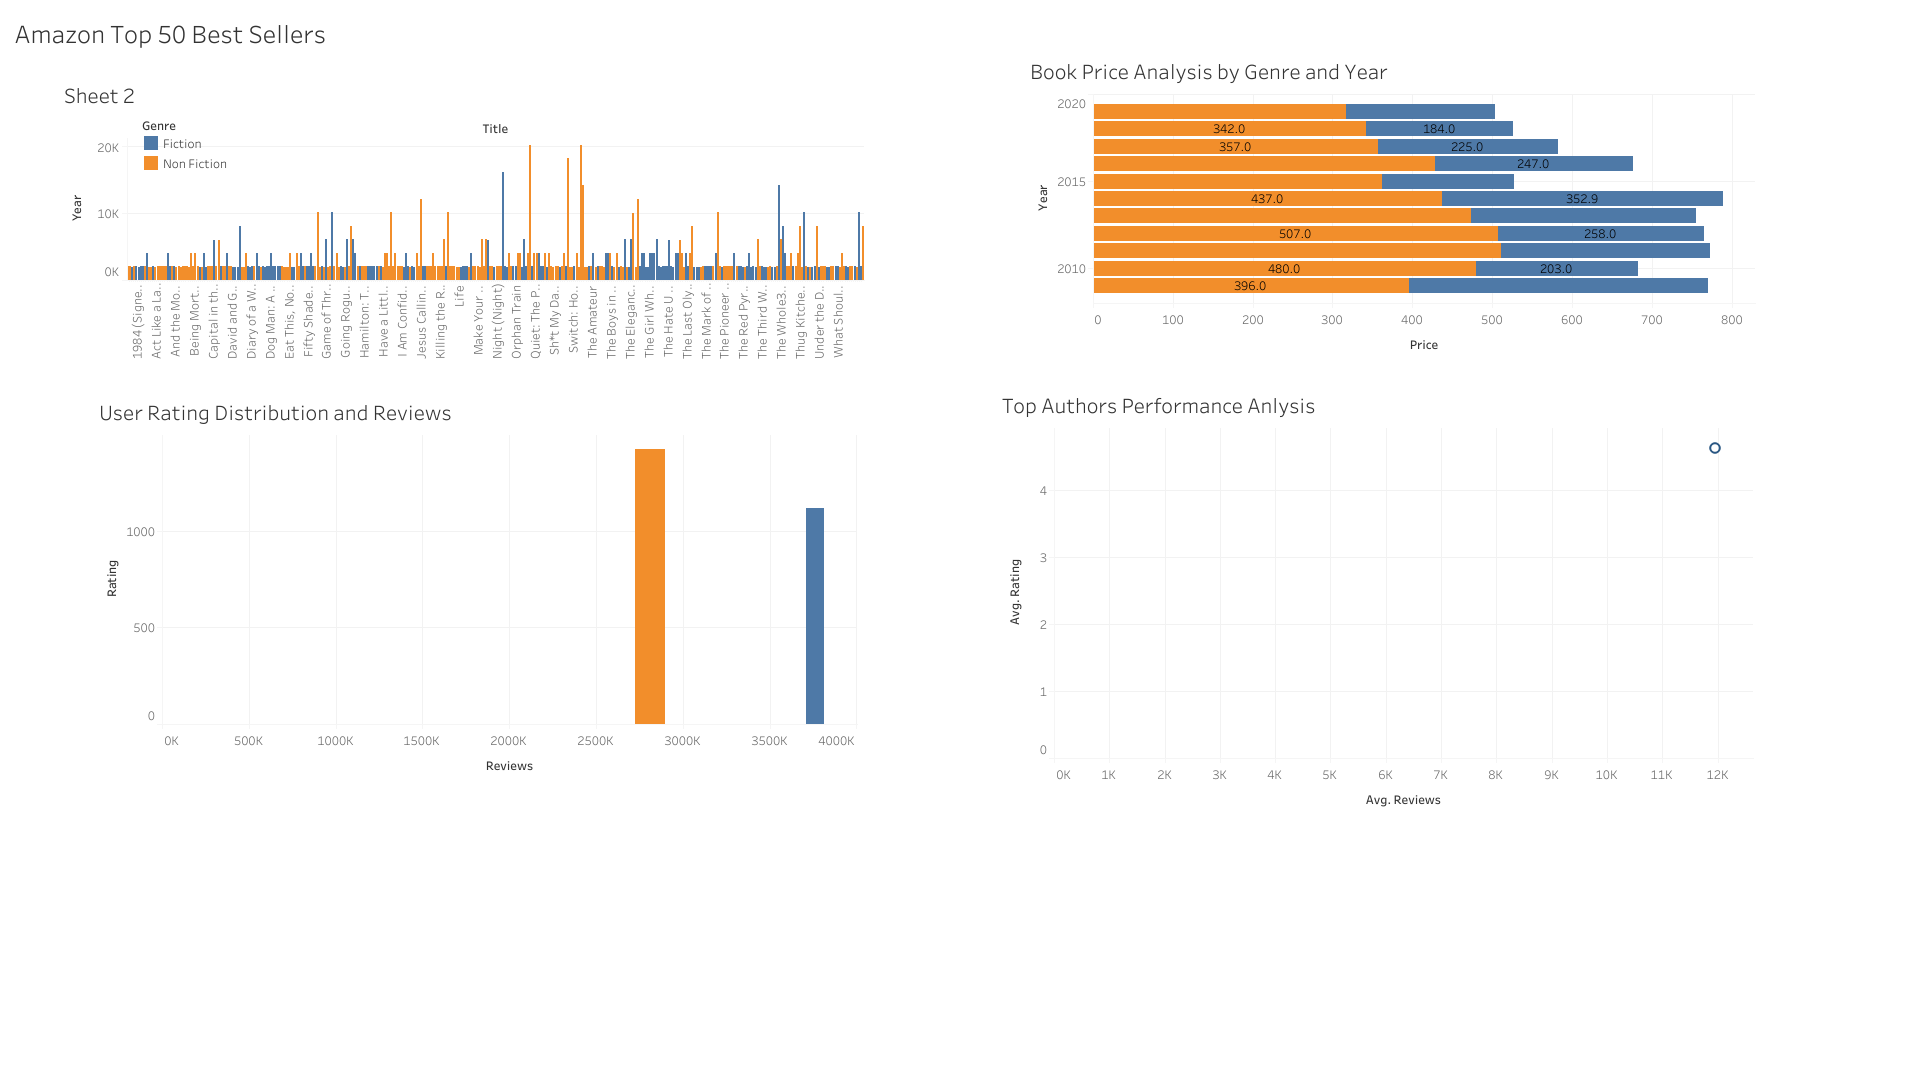 Amazon Top 50 Best Sellers
Sheet 2
Genre
Fiction
Non Fiction
Title
Year
20K
10K
0K
1984 (Signe..
Act Like a La..
And the Mo..
Being Mort..
Capital in th..
David and G..
Diary of a W..
Dog Man: A ..
Eat This, No..
Fifty Shade..
Game of Thr..
Going Rogu..
Hamilton: T..
Have a Littl..
I Am Confid..
Jesus Callin..
Killing the R..
Life
Make Your ..
Night (Night)
Orphan Train
Quiet: The P..
Sh*t My Da..
Switch: Ho..
The Amateur
The Boys in ..
The Eleganc..
The Girl Wh..
The Hate U ..
The Last Oly..
The Mark of ..
The Pioneer ..
The Red Pyr..
The Third W..
The Whole3..
Thug Kitche..
Under the D..
What Shoul..
Book Price Analysis by Genre and Year
Year
2020
342.0 184.0
357.0 225.0
247.0
2015
437.0 352.9
507.0 258.0
2010 480.0 203.0
396.0
0 100 200 300 400 500 600 700 800
Price
User Rating Distribution and Reviews
Rating
1000
500
0
0K 500K 1000K 1500K 2000K 2500K 3000K 3500K 4000K
Reviews
Top Authors Performance Anlysis
Avg. Rating
4
3
2
1
0
0K 1K 2K 3K 4K 5K 6K 7K 8K 9K 10K 11K 12K
Avg. Reviews